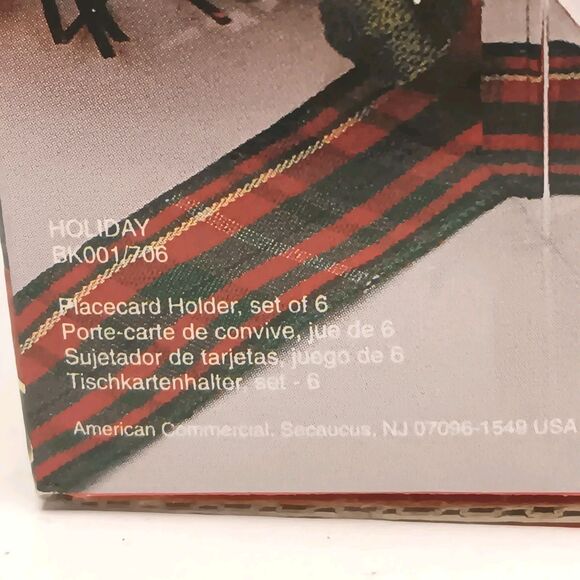 HOLIDAY
BK001/706
Placecard Holder, set of 6
Porte-carte de convive, jue de 6
Sujetador de tarjetas, juego de 6
Tischkartenhalter, set - 6
American Commercial, Secaucus, NJ 07096-1549 USA